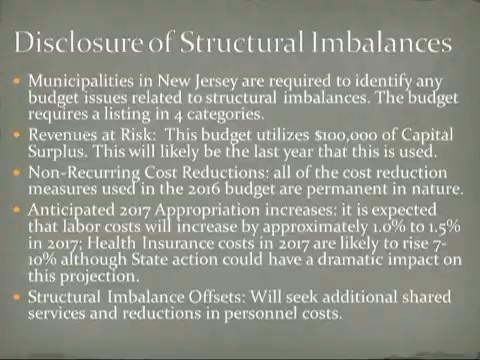 Disclosure of Structural Imbalances
• Municipalities in New Jersey are required to identify any
budget issues related to structural imbalances. The budget
requires a listing in 4 categories.
• Revenues at Risk: This budget utilizes $100,000 of Capital
Surplus. This will likely be the last year that this is used.
• Non-Recurring Cost Reductions: all of the cost reduction
measures used in the 2016 budget are permanent in nature.
• Anticipated 2017 Appropriation increases: it is expected
that labor costs will increase by approximately 1.0% to 1.5%
in 2017; Health Insurance costs in 2017 are likely to rise 7-
10% although State action could have a dramatic impact on
this projection.
• Structural Imbalance Offsets: Will seek additional shared
services and reductions in personnel costs.